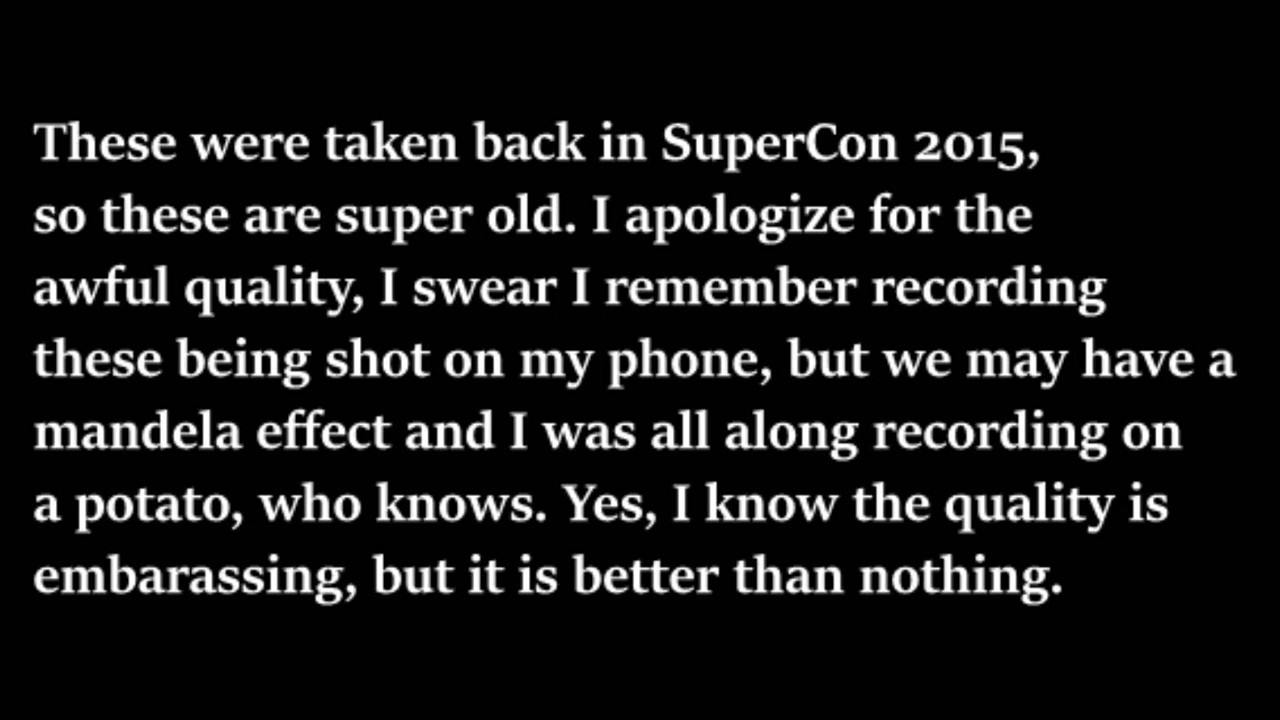 These were taken back in SuperCon 2015,
so these are super old. I apologize for the
awful quality, I swear I remember recording
these being shot on my phone, but we may have a
mandela effect and I was all along recording on
a potato, who knows. Yes, I know the quality is
embarassing, but it is better than nothing.